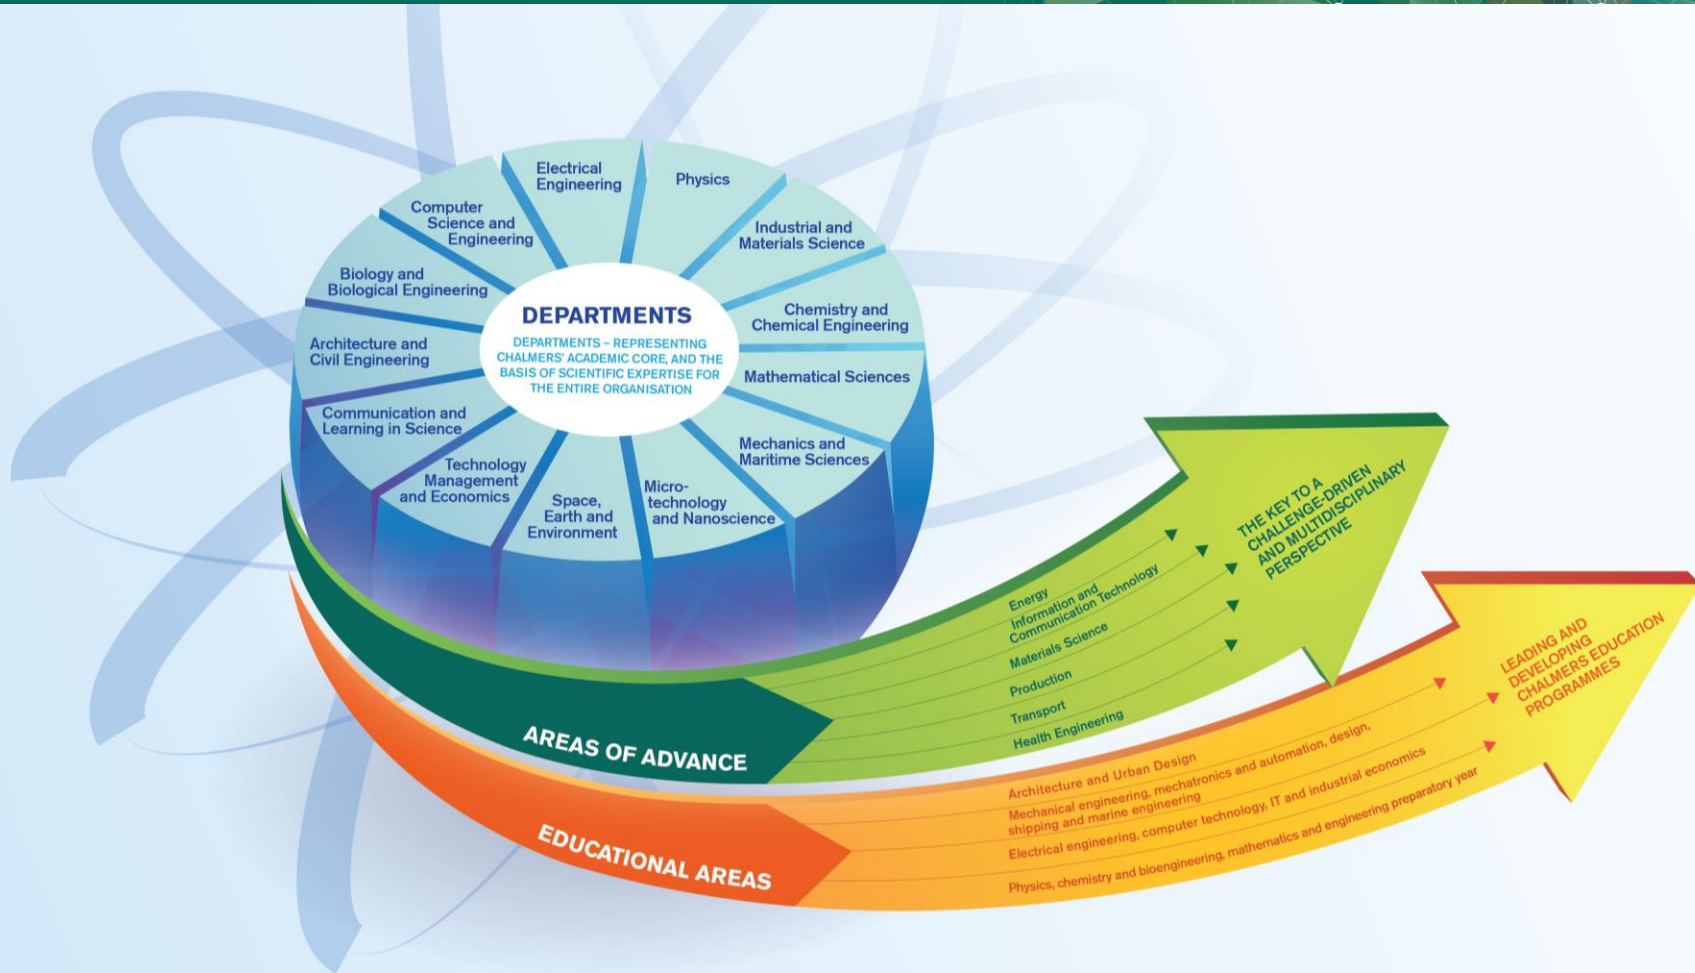 Electrical
Engineering
Physics
Computer
Science and
Engineering
Industrial and
Materials Science
Biology and
Biological Engineering
Chemistry and
Chemical Engineering
DEPARTMENTS
DEPARTMENTS – REPRESENTING
CHALMERS' ACADEMIC CORE, AND THE
BASIS OF SCIENTIFIC EXPERTISE FOR
THE ENTIRE ORGANISATION
Architecture and
Civil Engineering
Mathematical Sciences
Communication and
Learning in Science
Mechanics and
Maritime Sciences
Technology
Management
and Economics
Space,
Earth and
Environment
Micro-
technology
and Nanoscience
AREAS OF ADVANCE
Energy
Information and
Communication Technology
Materials Science
Production
Transport
Health Engineering
THE KEY TO A
CHALLENGE-DRIVEN
AND MULTIDISCIPLINARY
PERSPECTIVE
EDUCATIONAL AREAS
Architecture and Urban Design
Mechanical engineering, mechatronics and automation, design,
shipping and marine engineering
Electrical engineering, computer technology, IT and industrial economics
Physics, chemistry and bioengineering, mathematics and engineering preparatory year
LEADING AND
DEVELOPING
CHALMERS EDUCATION
PROGRAMMES